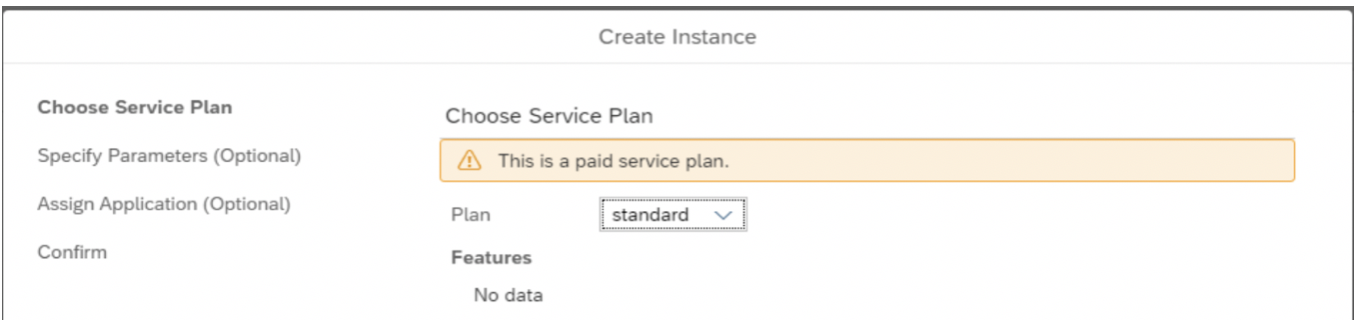 Create Instance
Choose Service Plan
Specify Parameters (Optional)
Assign Application (Optional)
Confirm
Choose Service Plan
This is a paid service plan.
Plan standard
Features
No data